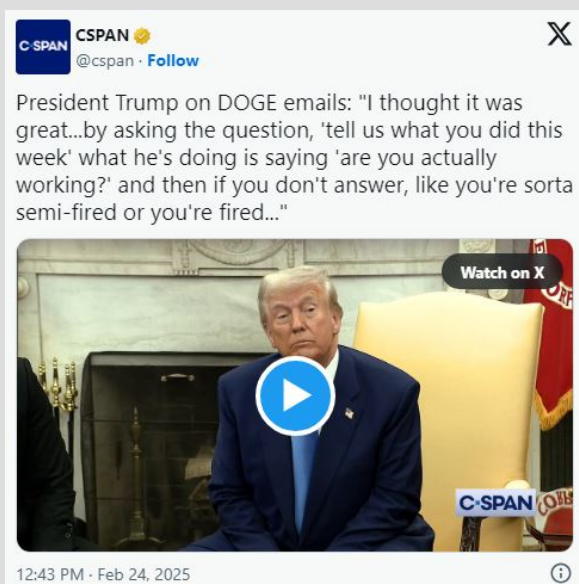 C-SPAN
CSPAN
@cspan · Follow
President Trump on DOGE emails: "I thought it was
great...by asking the question, 'tell us what you did this
week' what he's doing is saying 'are you actually
working?' and then if you don't answer, like you're sorta
semi-fired or you're fired..."
Watch on X
C-SPAN
12:43 PM · Feb 24, 2025